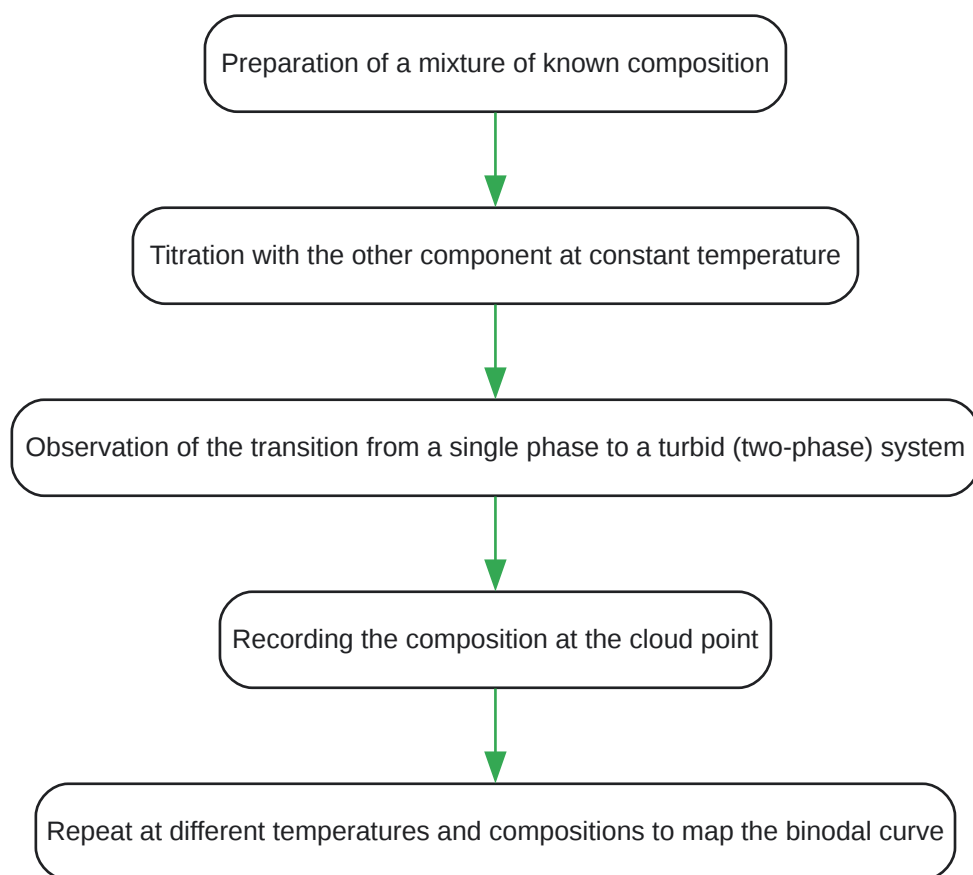 Preparation of a mixture of known composition
Titration with the other component at constant temperature
Observation of the transition from a single phase to a turbid (two-phase) system
Recording the composition at the cloud point
Repeat at different temperatures and compositions to map the binodal curve